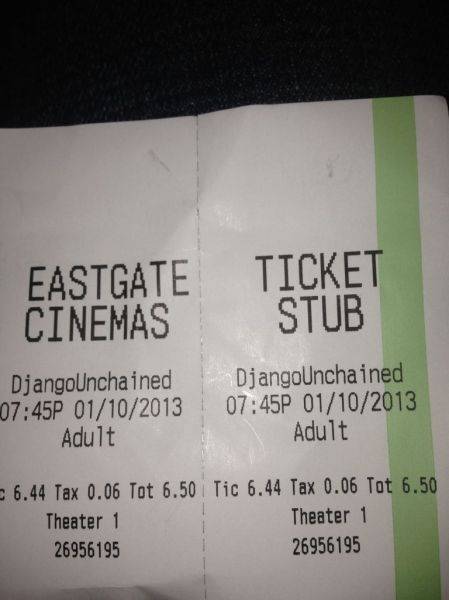 EASTGATE
CINEMAS
DjangoUnchained
07:45P 01/10/2013
Adult
c 6.44 Tax 0.06 Tot 6.50
Theater 1
26956195
TICKET
STUB
DjangoUnchained
07:45P 01/10/2013
Adult
Tic 6.44 Tax 0.06 Tot 6.50
Theater 1
26956195